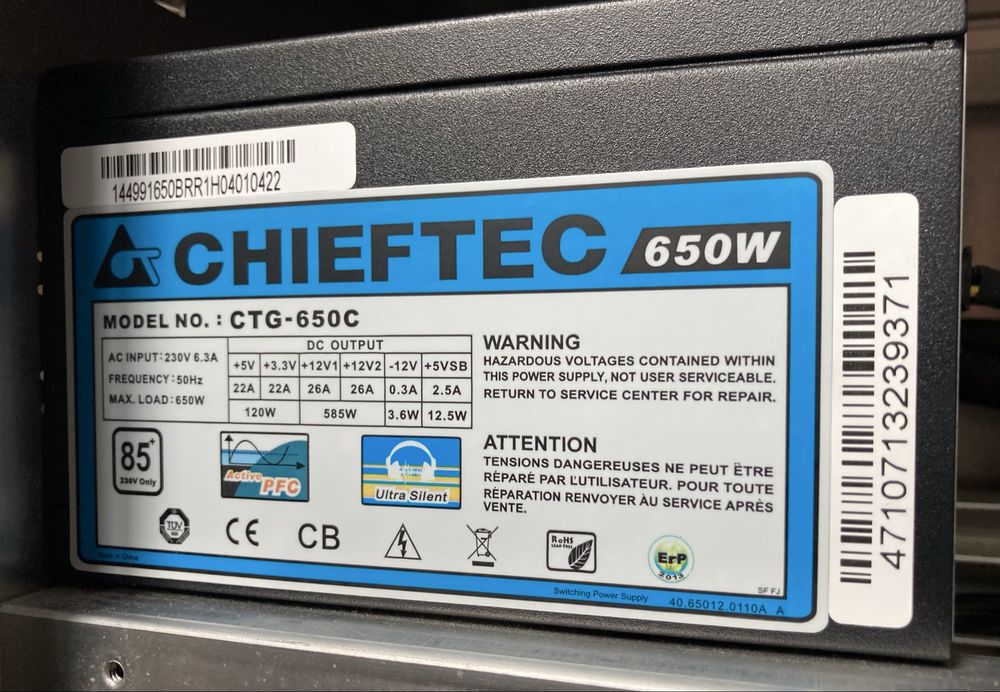 144991650BRR1H04010422
CHIEFTEC 650W
MODEL NO. : CTG-650C
AC INPUT: 230V 6.3A
FREQUENCY: 50Hz
MAX. LOAD: 650W
DC OUTPUT
+5V +3.3V +12V1 +12V2 -12V +5VSB
22A 22A 26A 26A 0.3A 2.5A
120W 585W 3.6W 12.5W
WARNING
HAZARDOUS VOLTAGES CONTAINED WITHIN
THIS POWER SUPPLY, NOT USER SERVICEABLE.
RETURN TO SERVICE CENTER FOR REPAIR.
85+
230V Only
Active
PFC
Ultra Silent
ATTENTION
TENSIONS DANGEREUSES NE PEUT ËTRE
RÉPARÉ PAR L'UTILISATEUR. POUR TOUTE
RÉPARATION RENVOYER ÀU SERVICE APRÈS
VENTE.
TÜV
CE
CB
RoHS
LEAD FREE
ErP
2013
Made in China
SF FJ
Switching Power Supply 40.65012.0110A A
4710713239371